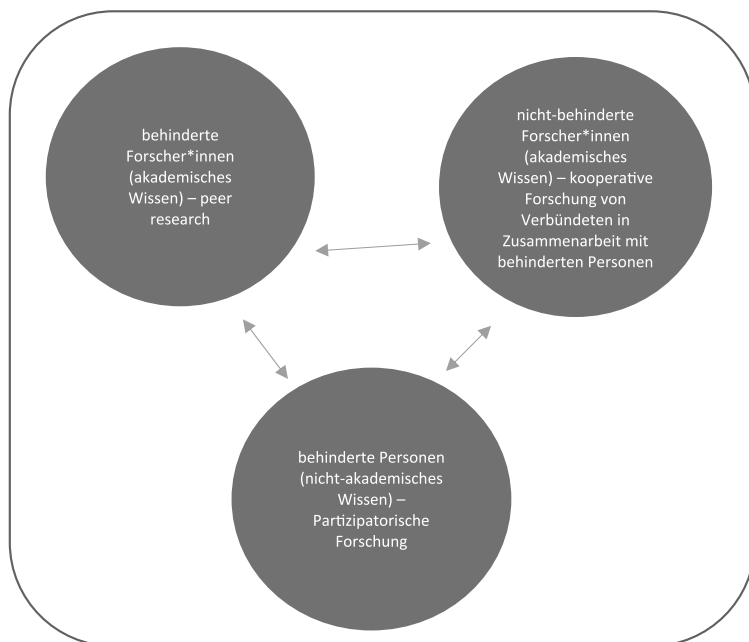 behinderte
Forscher*innen
(akademisches
Wissen) – peer
research
nicht-behinderte
Forscher*innen
(akademisches
Wissen) – kooperative
Forschung von
Verbündeten in
Zusammenarbeit mit
behinderten Personen
behinderte Personen
(nicht-akademisches
Wissen) –
Partizipatorische
Forschung